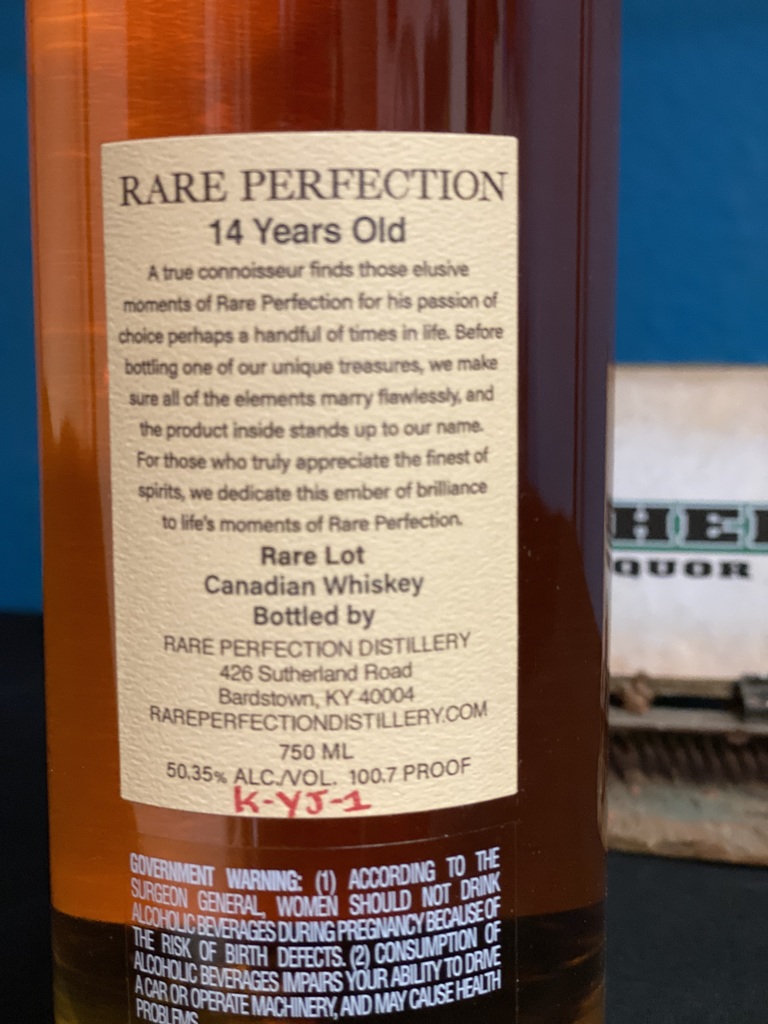 RARE PERFECTION
14 Years Old
A true connoisseur finds those elusive
moments of Rare Perfection for his passion of
choice perhaps a handful of times in life. Before
bottling one of our unique treasures, we make
sure all of the elements marry flawlessly, and
the product inside stands up to our name.
For those who truly appreciate the finest of
spirits, we dedicate this ember of brilliance
to life's moments of Rare Perfection.
Rare Lot
Canadian Whiskey
Bottled by
RARE PERFECTION DISTILLERY
426 Sutherland Road
Bardstown, KY 40004
RAREPERFECTIONDISTILLERY.COM
750 ML
50.35% ALC./VOL. 100.7 PROOF
K-YJ-1
GOVERNMENT WARNING: (1) ACCORDING TO THE
SURGEON GENERAL, WOMEN SHOULD NOT DRINK
ALCOHOLIC BEVERAGES DURING PREGNANCY BECAUSE OF
THE RISK OF BIRTH DEFECTS. (2) CONSUMPTION OF
ALCOHOLIC BEVERAGES IMPAIRS YOUR ABILITY TO DRIVE
A CAR OR OPERATE MACHINERY, AND MAY CAUSE HEALTH
PROBLEMS